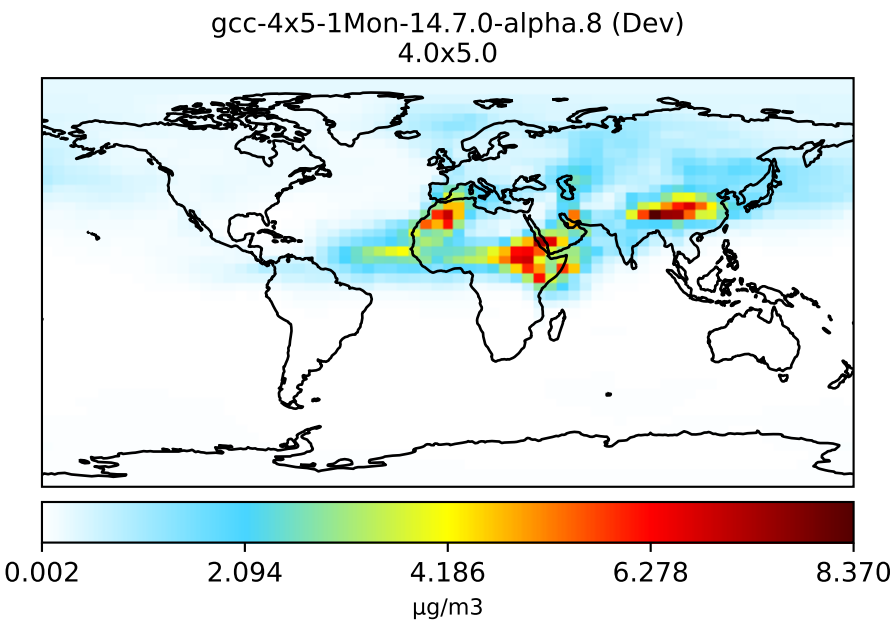 gcc-4x5-1Mon-14.7.0-alpha.8 (Dev)
4.0x5.0
0.002 2.094 4.186 6.278 8.370
μg/m3